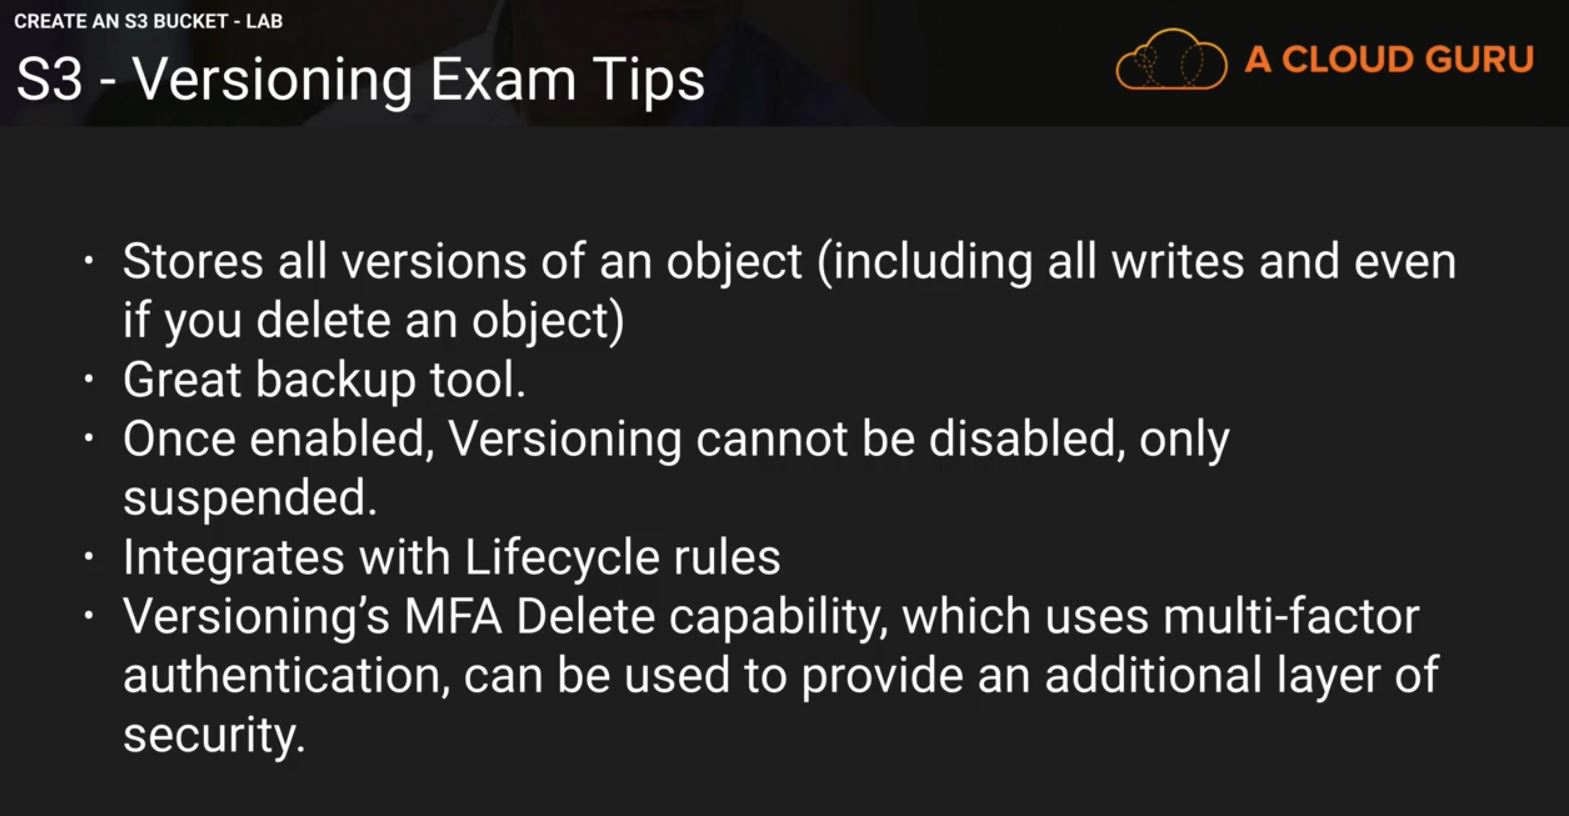 CREATE AN S3 BUCKET - LAB
S3 - Versioning Exam Tips
A CLOUD GURU
· Stores all versions of an object (including all writes and even
if you delete an object)
· Great backup tool.
· Once enabled, Versioning cannot be disabled, only
suspended.
· Integrates with Lifecycle rules
· Versioning’s MFA Delete capability, which uses multi-factor
authentication, can be used to provide an additional layer of
security.